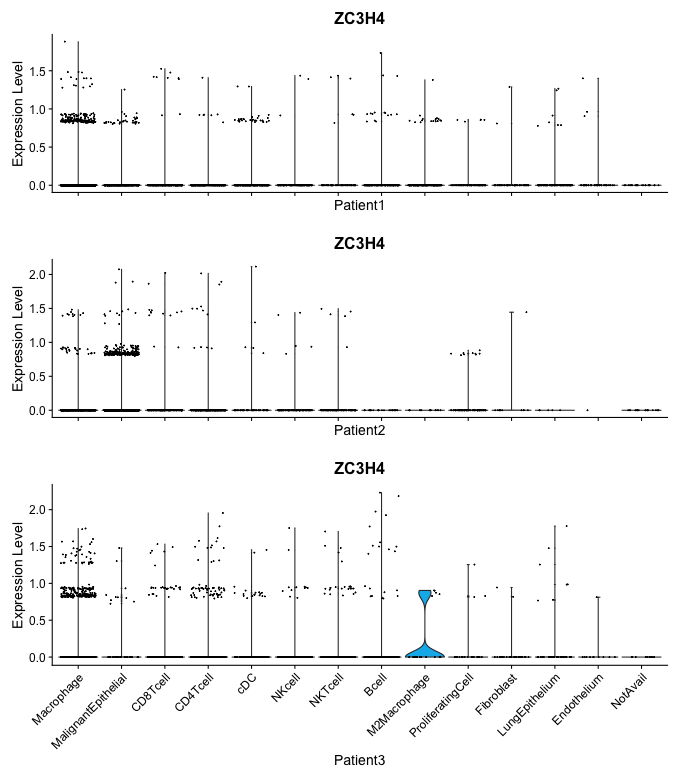 ZC3H4
Expression Level
1.5
1.0
0.5
0.0
Patient1
ZC3H4
Expression Level
2.0
1.5
1.0
0.5
0.0
Patient2
ZC3H4
Expression Level
2.0
1.5
1.0
0.5
0.0
Macrophage
MalignantEpithelial
CD8Tcell
CD4Tcell
cDC
NKcell
NKTcell
Bcell
M2Macrophage
ProliferatingCell
Fibroblast
LungEpithelium
Endothelium
NotAvail
Patient3